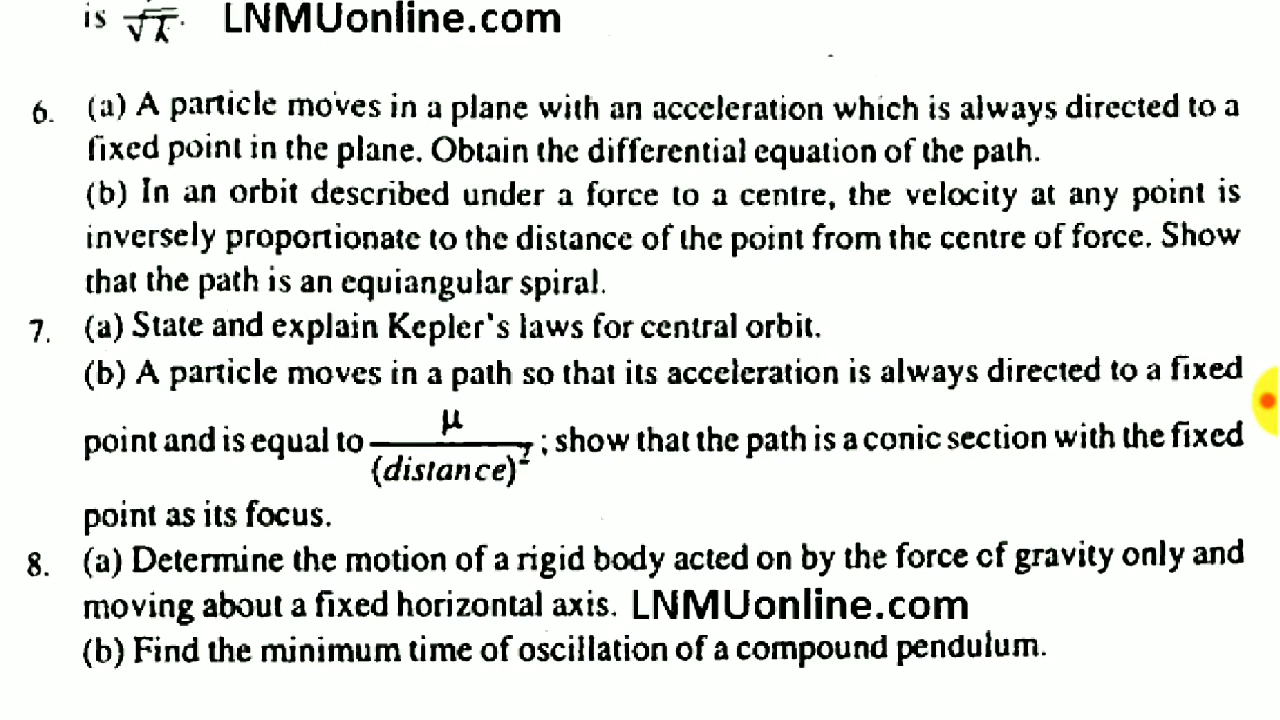 is 1/√λ. LNMUonline.com
6. (a) A particle moves in a plane with an acceleration which is always directed to a
fixed point in the plane. Obtain the differential equation of the path.
(b) In an orbit described under a force to a centre, the velocity at any point is
inversely proportionate to the distance of the point from the centre of force. Show
that the path is an equiangular spiral.
7. (a) State and explain Kepler's laws for central orbit.
(b) A particle moves in a path so that its acceleration is always directed to a fixed
point and is equal to μ/(distance)²; show that the path is a conic section with the fixed
point as its focus.
8. (a) Determine the motion of a rigid body acted on by the force of gravity only and
moving about a fixed horizontal axis. LNMUonline.com
(b) Find the minimum time of oscillation of a compound pendulum.